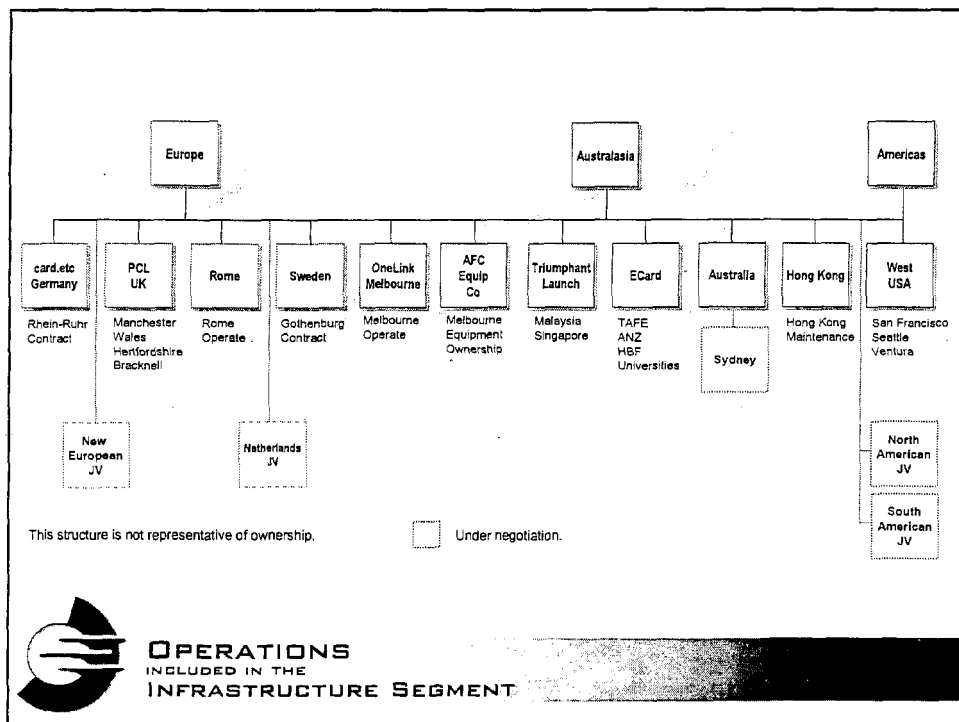 Europe
Australasia
Americas
card.etc
Germany
PCL
UK
Rome
Sweden
OneLink
Melbourne
AFC
Equip
Co
Triumphant
Launch
ECard
Australia
Hong Kong
West
USA
Rhein-Ruhr
Contract
Manchester
Wales
Hertfordshire
Bracknell
Rome
Operate
Gothenburg
Contract
Melbourne
Operate
Melbourne
Equipment
Ownership
Malaysia
Singapore
TAFE
ANZ
HBF
Universities
Sydney
Hong Kong
Maintenance
San Francisco
Seattle
Ventura
New
European
JV
Netherlands
JV
North
American
JV
South
American
JV
This structure is not representative of ownership.
Under negotiation.
OPERATIONS
INCLUDED IN THE
INFRASTRUCTURE SEGMENT